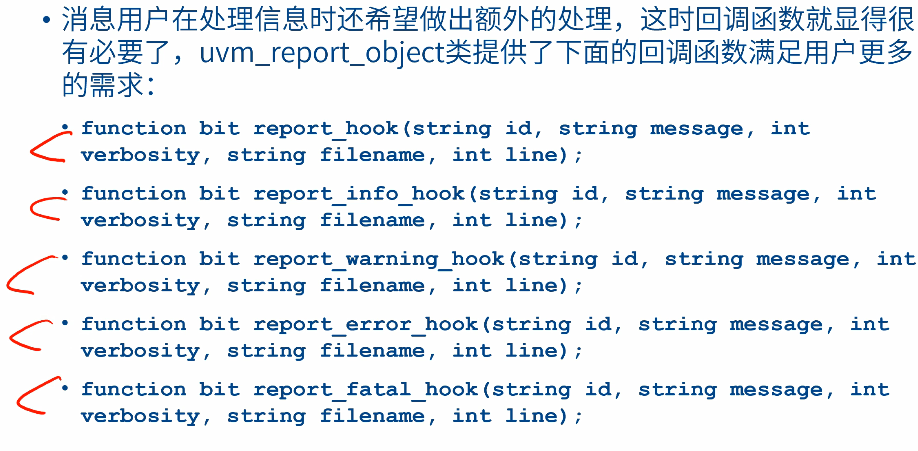 • 消息用户在处理信息时还希望做出额外的处理，这时回调函数就显得很
有必要了，uvm_report_object类提供了下面的回调函数满足用户更多
的需求：
• function bit report_hook(string id, string message, int
verbosity, string filename, int line);
• function bit report_info_hook(string id, string message, int
verbosity, string filename, int line);
• function bit report_warning_hook(string id, string message, int
verbosity, string filename, int line);
• function bit report_error_hook(string id, string message, int
verbosity, string filename, int line);
• function bit report_fatal_hook(string id, string message, int
verbosity, string filename, int line);